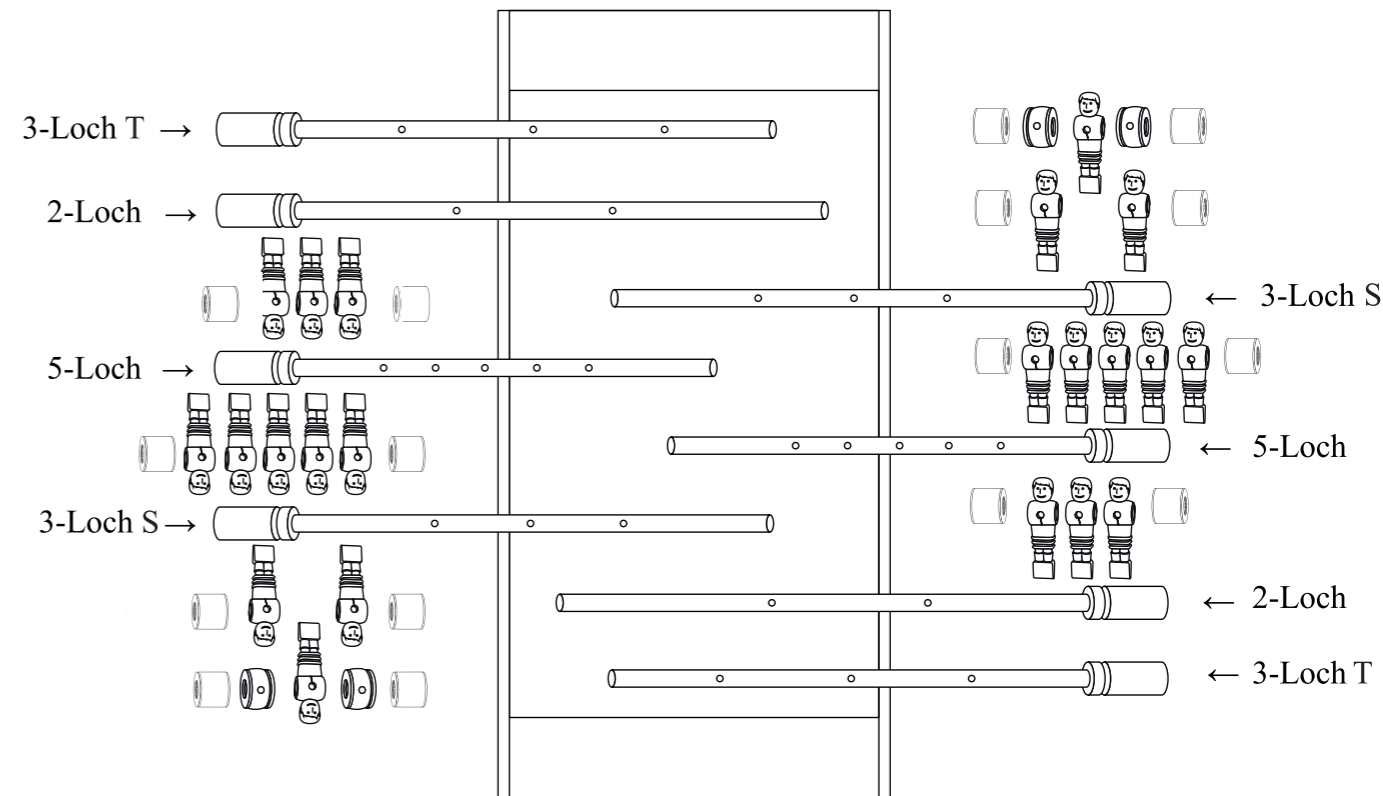 3-Loch T →
2-Loch →
← 3-Loch S
5-Loch →
← 5-Loch
3-Loch S →
← 2-Loch
← 3-Loch T